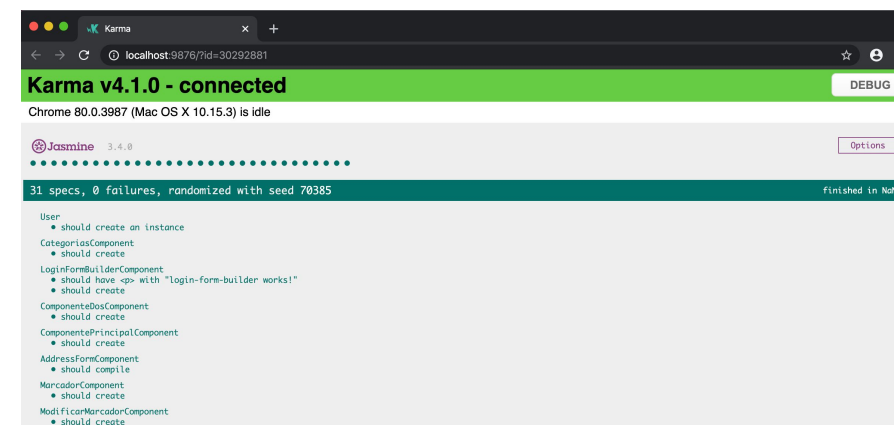 Karma
localhost:9876/?id=30292881
Karma v4.1.0 - connected
DEBUG
Chrome 80.0.3987 (Mac OS X 10.15.3) is idle
Jasmine 3.4.0
Options
31 specs, 0 failures, randomized with seed 70385
finished in NaN
User
• should create an instance
CategoriasComponent
• should create
LoginFormBuilderComponent
• should have <p> with "login-form-builder works!"
• should create
ComponenteDosComponent
• should create
ComponentePrincipalComponent
• should create
AddressFormComponent
• should compile
MarcadorComponent
• should create
ModificarMarcadorComponent
• should create